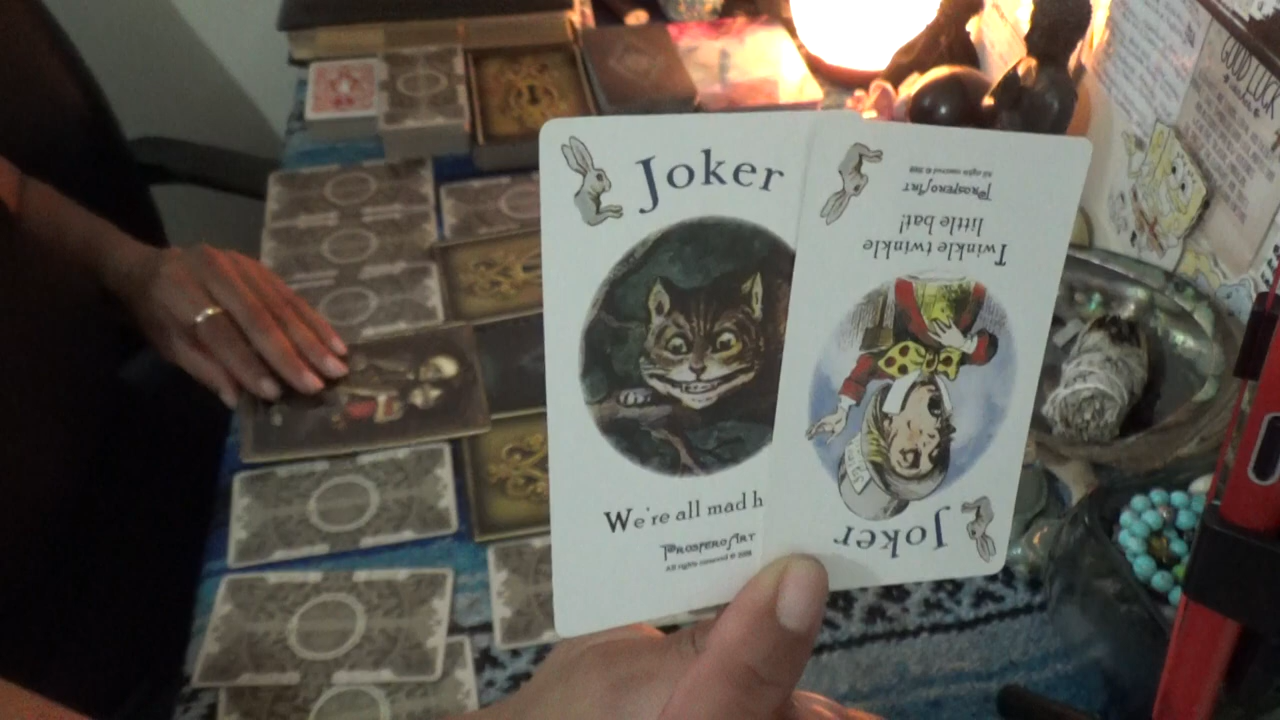 Joker
We're all mad h
ProsperoArt
All rights reserved © 2008
All rights reserved © 2008
ProsperoArt
little bat!
Twinkle twinkle
Joker
GOOD LUCK